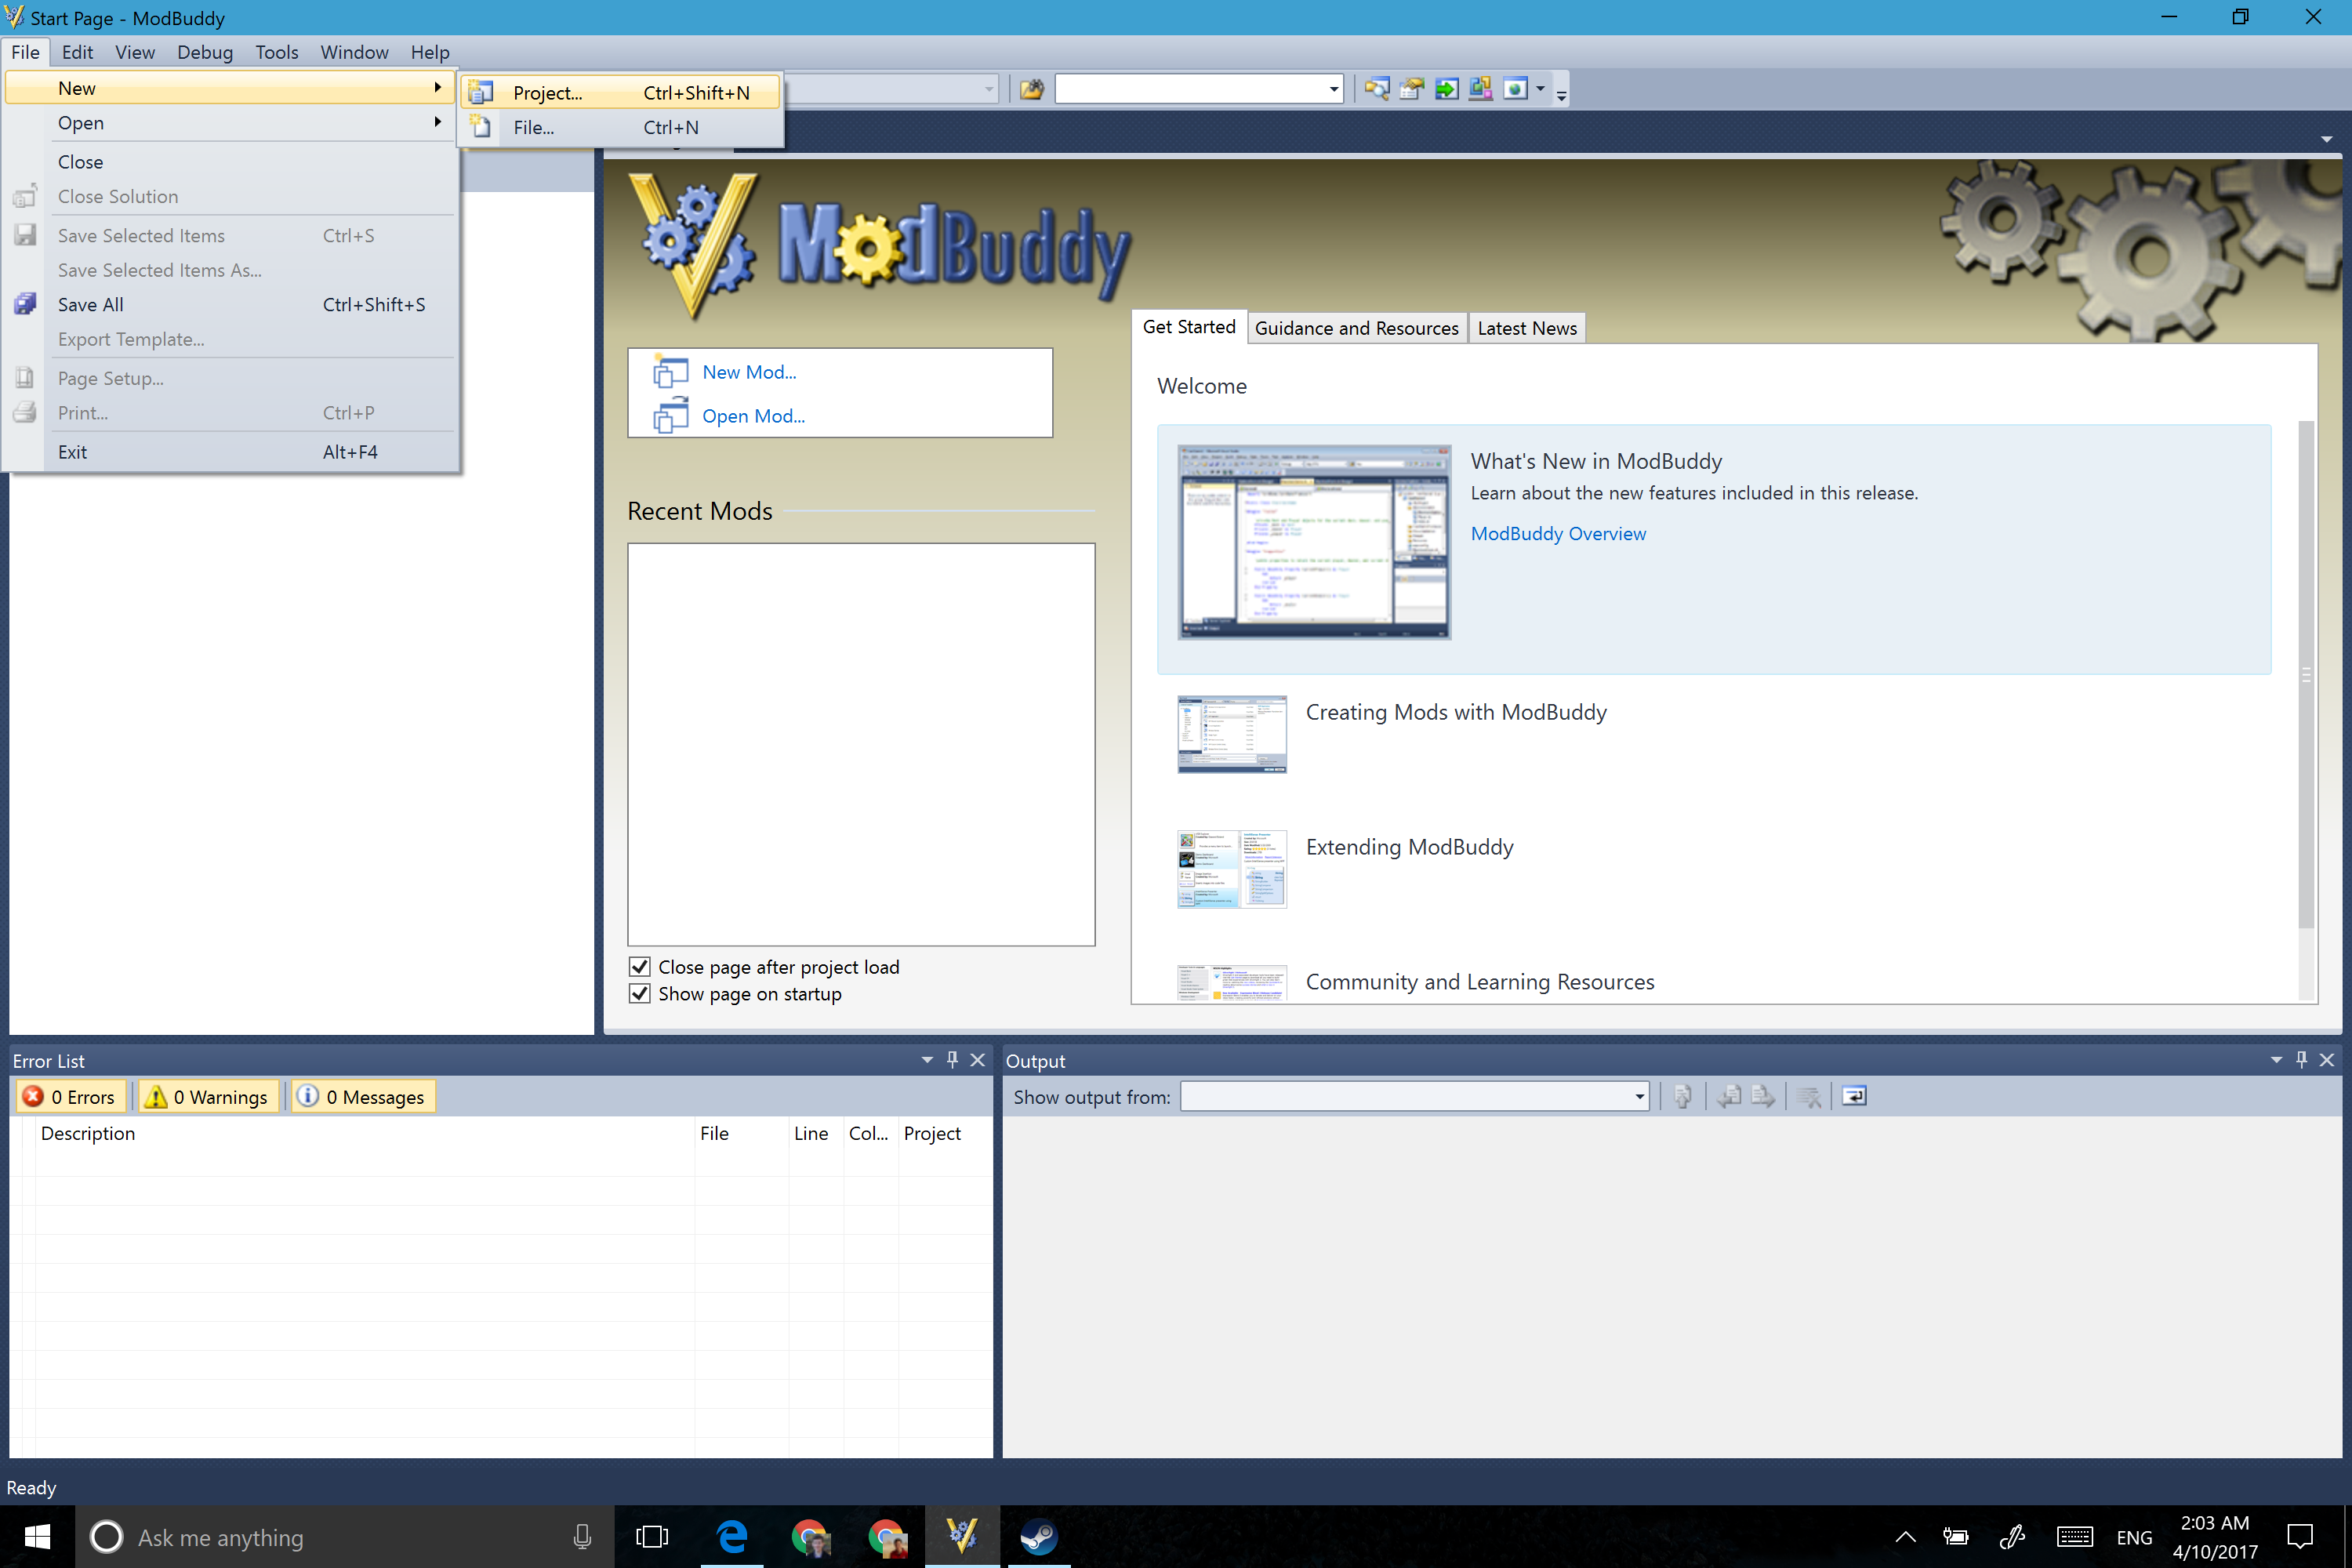 Start Page - ModBuddy
File Edit View Debug Tools Window Help
New
Open
Close
Close Solution
Save Selected Items Ctrl+S
Save Selected Items As...
Save All Ctrl+Shift+S
Export Template...
Page Setup...
Print... Ctrl+P
Exit Alt+F4
Project... Ctrl+Shift+N
File... Ctrl+N
ModBuddy
New Mod...
Open Mod...
Recent Mods
Close page after project load
Show page on startup
Get Started Guidance and Resources Latest News
Welcome
What's New in ModBuddy
Learn about the new features included in this release.
ModBuddy Overview
Creating Mods with ModBuddy
Extending ModBuddy
Community and Learning Resources
Error List
0 Errors 0 Warnings 0 Messages
Description File Line Col... Project
Output
Show output from:
Ready
Ask me anything
ENG
2:03 AM
4/10/2017